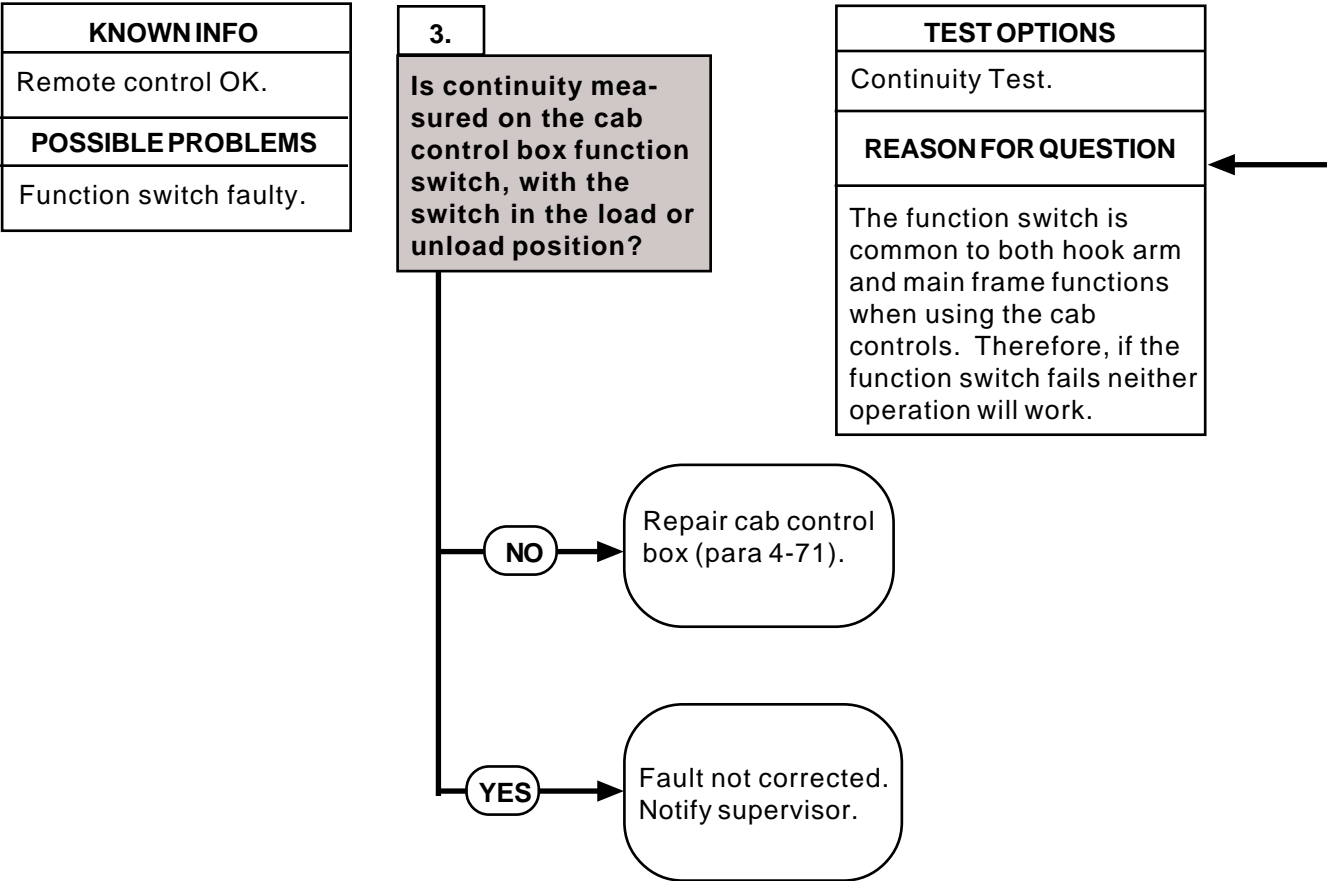 KNOWN INFO
Remote control OK.
POSSIBLE PROBLEMS
Function switch faulty.
3.
Is continuity mea-
sured on the cab
control box function
switch, with the
switch in the load or
unload position?
TEST OPTIONS
Continuity Test.
REASON FOR QUESTION
The function switch is
common to both hook arm
and main frame functions
when using the cab
controls. Therefore, if the
function switch fails neither
operation will work.
NO
Repair cab control
box (para 4-71).
YES
Fault not corrected.
Notify supervisor.